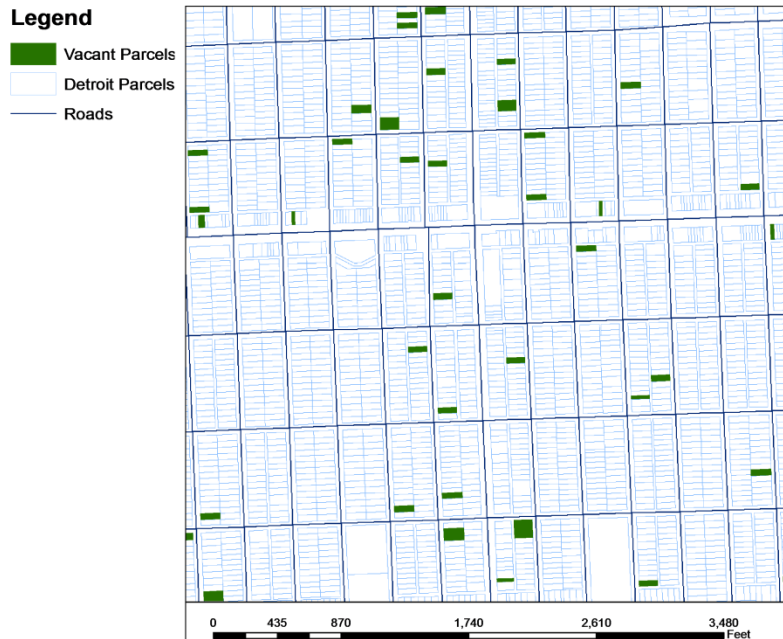 Legend
Vacant Parcels
Detroit Parcels
Roads
0 435 870 1,740 2,610 3,480
Feet